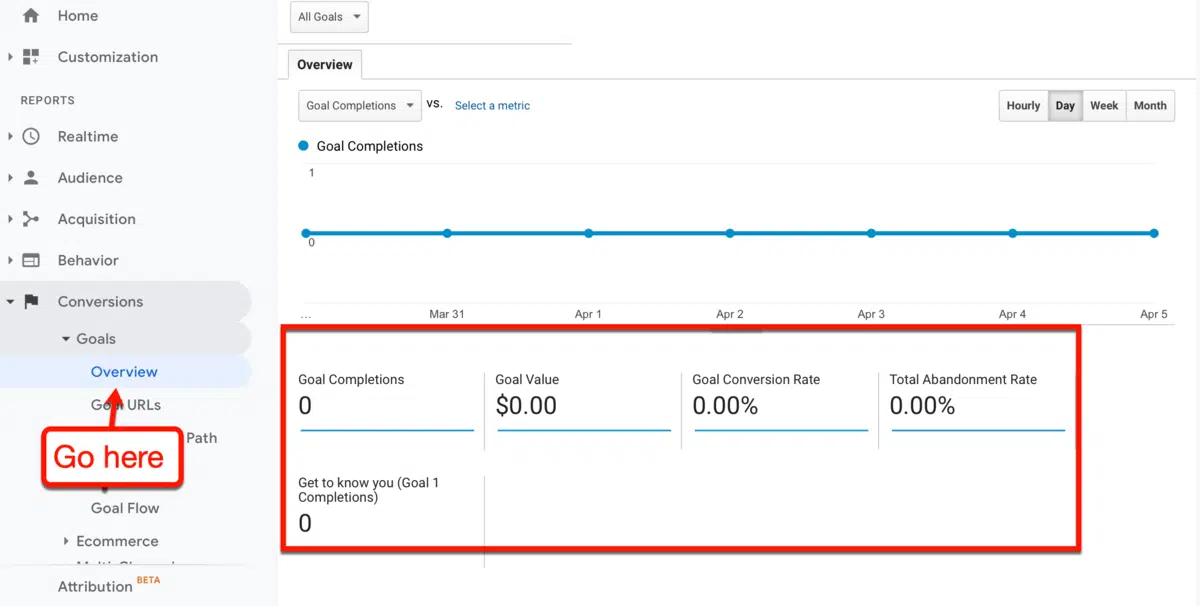 Home
Customization
REPORTS
Realtime
Audience
Acquisition
Behavior
Conversions
Goals
Overview
Goal URLs
Path
Go here
Goal Flow
Ecommerce
Attribution BETA
All Goals
Overview
Goal Completions VS. Select a metric
Hourly Day Week Month
Goal Completions
1
0
... Mar 31 Apr 1 Apr 2 Apr 3 Apr 4 Apr 5
Goal Completions
0
Goal Value
$0.00
Goal Conversion Rate
0.00%
Total Abandonment Rate
0.00%
Get to know you (Goal 1
Completions)
0